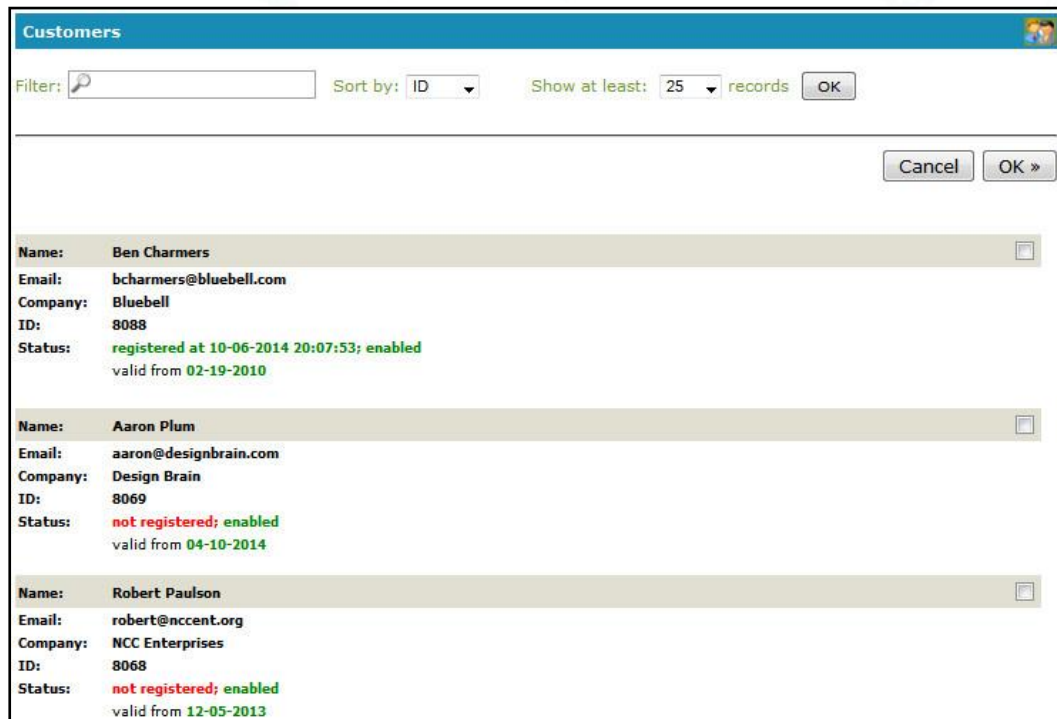 Customers
Filter: Sort by: ID Show at least: 25 records OK
Cancel OK »
Name: Ben Charmers
Email: bcharmers@bluebell.com
Company: Bluebell
ID: 8088
Status: registered at 10-06-2014 20:07:53; enabled
valid from 02-19-2010
Name: Aaron Plum
Email: aaron@designbrain.com
Company: Design Brain
ID: 8069
Status: not registered; enabled
valid from 04-10-2014
Name: Robert Paulson
Email: robert@nccent.org
Company: NCC Enterprises
ID: 8068
Status: not registered; enabled
valid from 12-05-2013